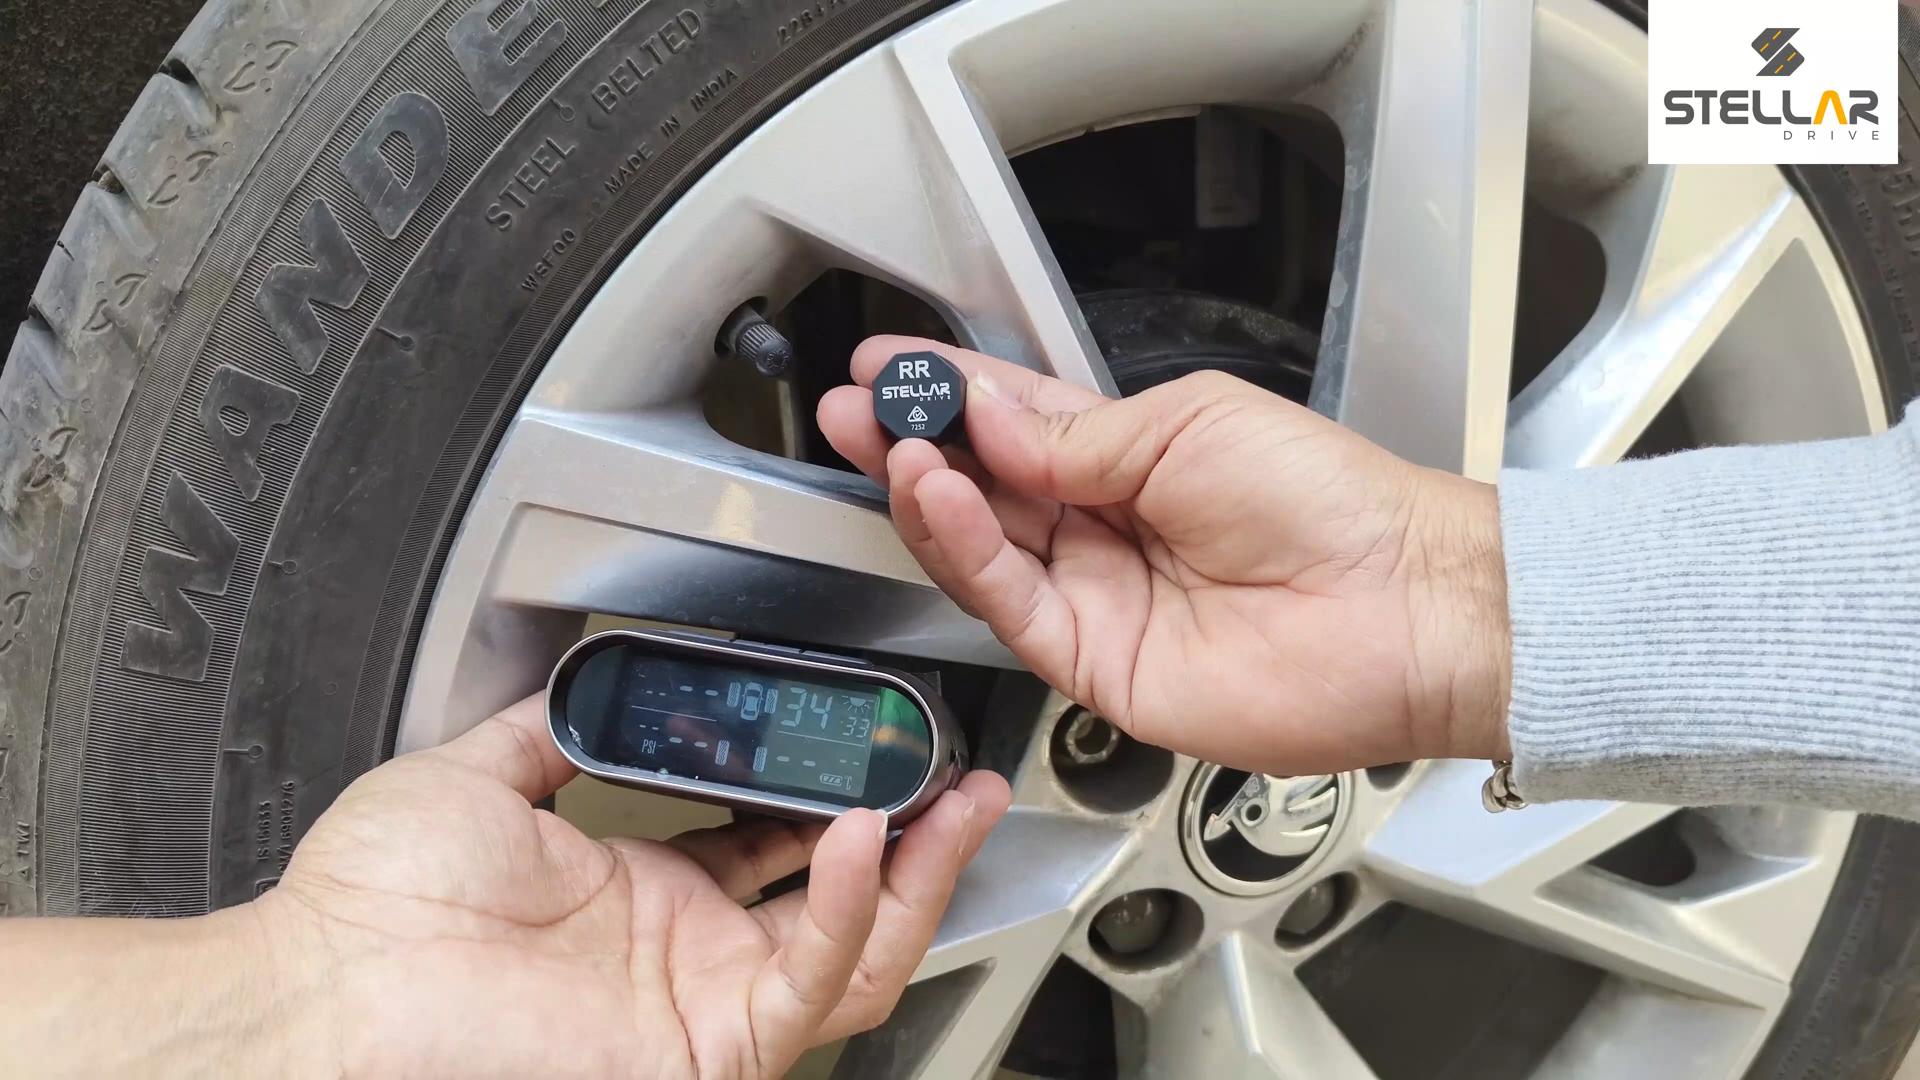 STELLAR
DRIVE
WANDE
STEEL BELTED
MADE IN INDIA
RR
STELLAR
DRIVE
7252
34
33
PSI